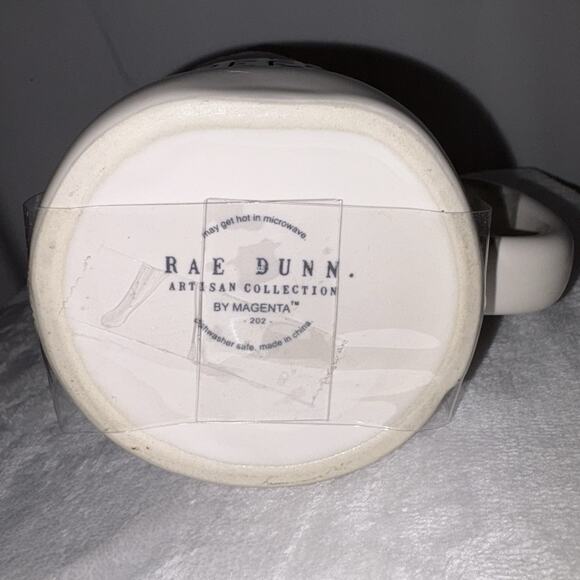 may get hot in microwave.
RAE DUNN.
ARTISAN COLLECTION
BY MAGENTA™
- 202 -
dishwasher safe. made in china.